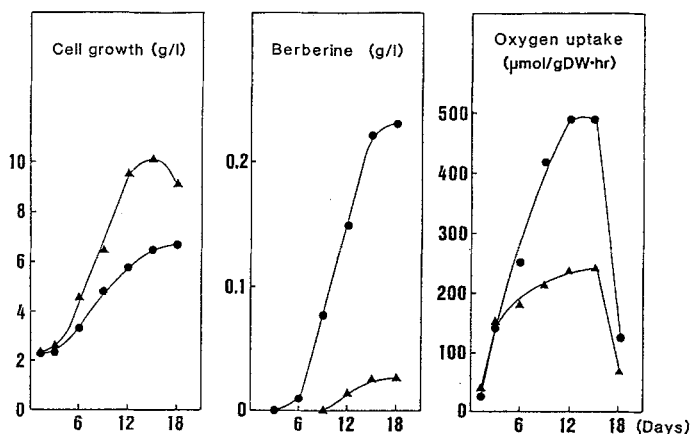 Cell growth (g/l)
10
8
6
4
2
0
6 12 18
Berberine (g/l)
0.2
0.1
0
6 12 18
Oxygen uptake
(µmol/gDW·hr)
500
400
300
200
100
0
6 12 18 (Days)